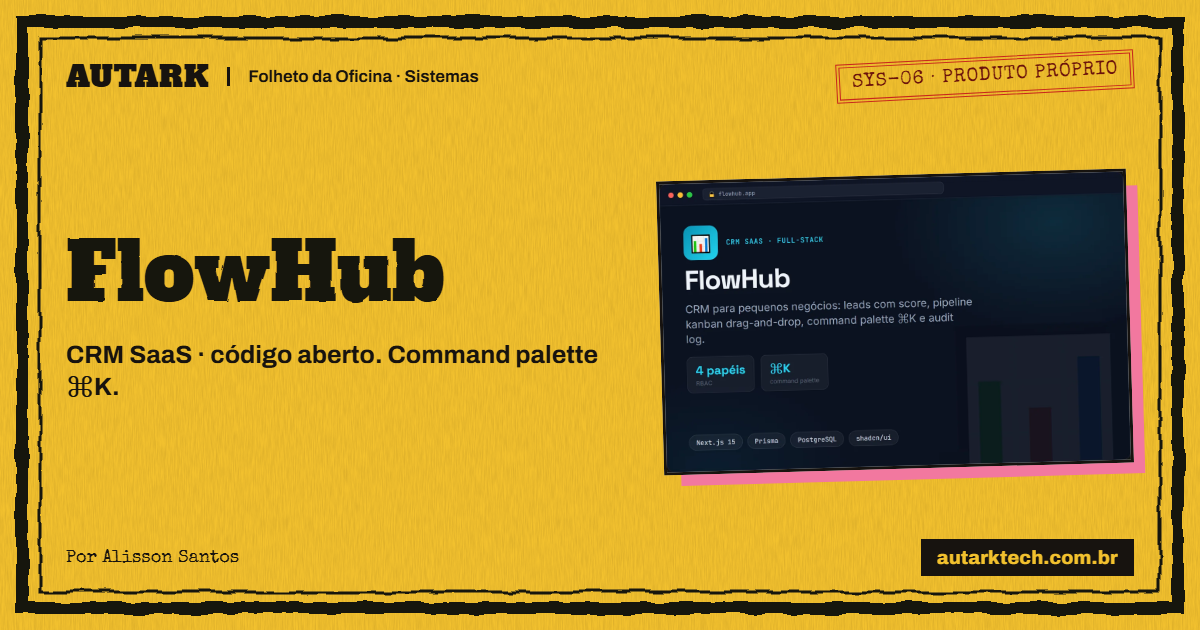 AUTARK
Folheto da Oficina · Sistemas
SYS-06 · PRODUTO PRÓPRIO
FlowHub
CRM SaaS · código aberto. Command palette
⌘K.
flowhub.app
CRM SAAS · FULL-STACK
FlowHub
CRM para pequenos negócios: leads com score, pipeline
kanban drag-and-drop, command palette ⌘K e audit
log.
4 papéis
RBAC
⌘K
command palette
Next.js 15
Prisma
PostgreSQL
shadcn/ui
Por Alisson Santos
autarktech.com.br